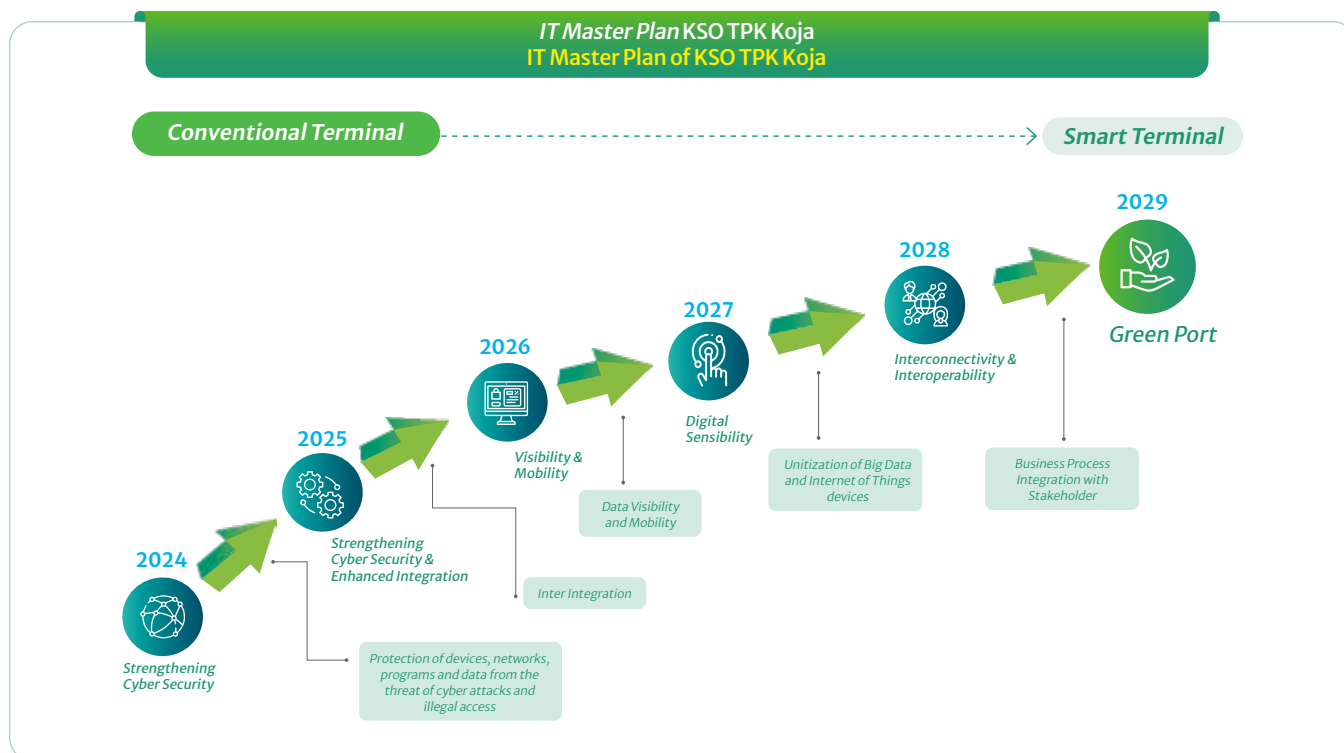 IT Master Plan KSO TPK Koja
IT Master Plan of KSO TPK Koja
Conventional Terminal
Smart Terminal
2024
Strengthening
Cyber Security
Protection of devices, networks,
programs and data from the
threat of cyber attacks and
illegal access
2025
Strengthening
Cyber Security &
Enhanced Integration
Inter Integration
2026
Visibility &
Mobility
Data Visibility
and Mobility
2027
Digital
Sensibility
Unitization of Big Data
and Internet of Things
devices
2028
Interconnectivity &
Interoperability
Business Process
Integration with
Stakeholder
2029
Green Port